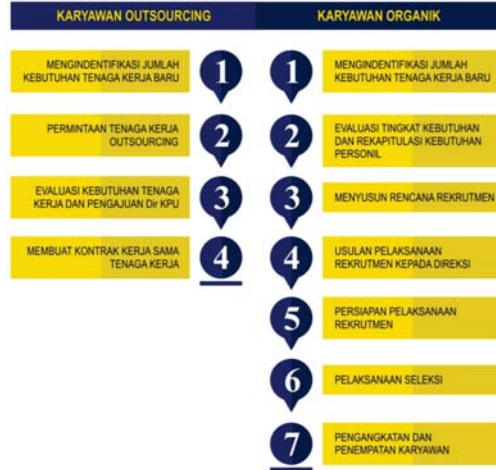 KARYAWAN OUTSOURCING
MENGINDENTIFIKASI JUMLAH
KEBUTUHAN TENAGA KERJA BARU
1
PERMINTAAN TENAGA KERJA
OUTSOURCING
2
EVALUASI KEBUTUHAN TENAGA
KERJA DAN PENGAJUAN Dir KPU
3
MEMBUAT KONTRAK KERJA SAMA
TENAGA KERJA
4
KARYAWAN ORGANIK
1
MENGINDENTIFIKASI JUMLAH
KEBUTUHAN TENAGA KERJA BARU
2
EVALUASI TINGKAT KEBUTUHAN
DAN REKAPITULASI KEBUTUHAN
PERSONIL
3
MENYUSUN RENCANA REKRUTMEN
4
USULAN PELAKSANAAN
REKRUTMEN KEPADA DIREKSI
5
PERSIAPAN PELAKSANAAN
REKRUTMEN
6
PELAKSANAAN SELEKSI
7
PENGANGKATAN DAN
PENEMPATAN KARYAWAN